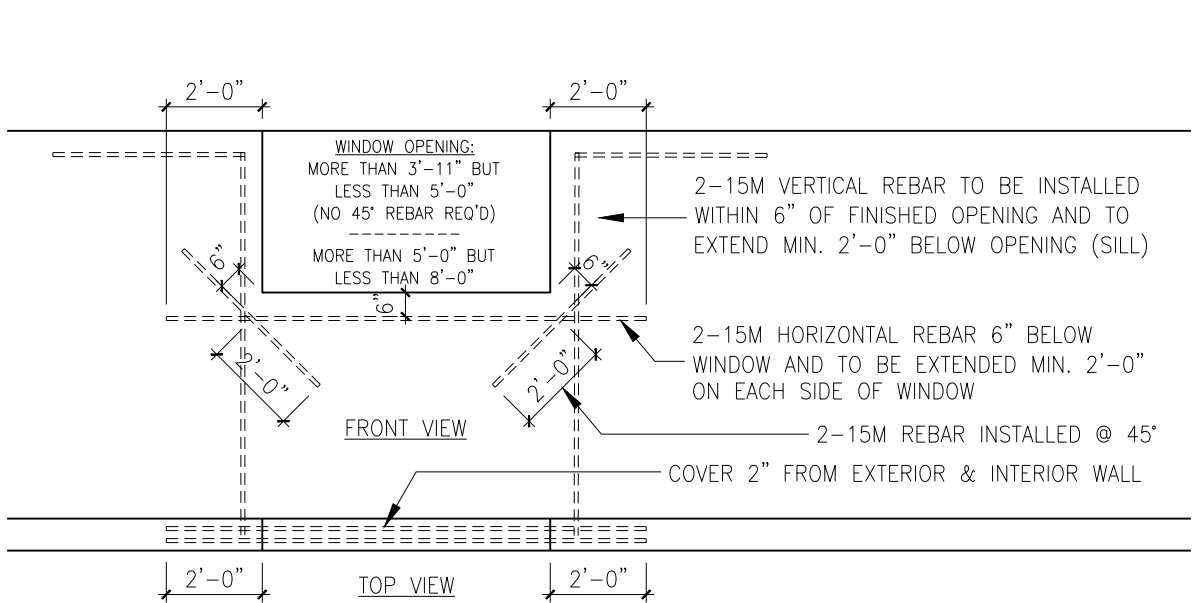 2'-0"
2'-0"
WINDOW OPENING:
MORE THAN 3'-11" BUT
LESS THAN 5'-0"
(NO 45° REBAR REQ'D)
----------
MORE THAN 5'-0" BUT
LESS THAN 8'-0"
2-15M VERTICAL REBAR TO BE INSTALLED
WITHIN 6" OF FINISHED OPENING AND TO
EXTEND MIN. 2'-0" BELOW OPENING (SILL)
6"
6"
6"
2-15M HORIZONTAL REBAR 6" BELOW
WINDOW AND TO BE EXTENDED MIN. 2'-0"
ON EACH SIDE OF WINDOW
2'-0"
2'-0"
FRONT VIEW
2-15M REBAR INSTALLED @ 45°
COVER 2" FROM EXTERIOR & INTERIOR WALL
2'-0"
TOP VIEW
2'-0"